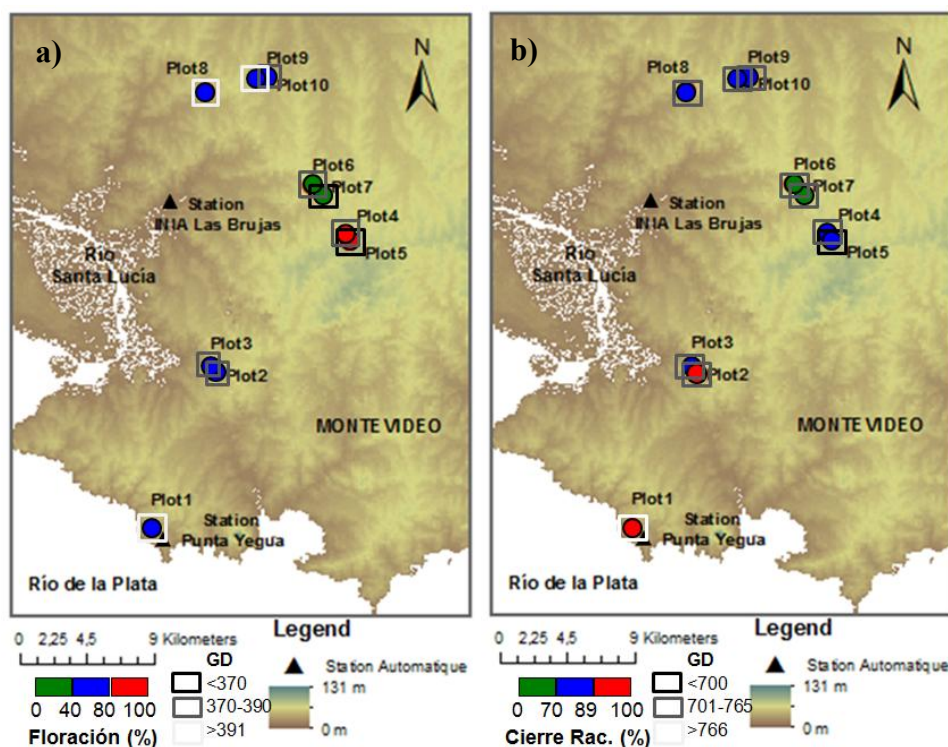 a)
N
Plot8
Plot9
Plot10
Plot6
Plot7
Station
INIA Las Brujas
Plot4
Plot5
Río
Santa Lucía
Plot3
Plot2
MONTEVIDEO
Plot1
Station
Punta Yegua
Río de la Plata
Legend
0 2,25 4,5 9 Kilometers
GD
<370
370-390
>391
Station Automatique
131 m
0 m
0 40 80 100
Floración (%)
b)
N
Plot8
Plot9
Plot10
Plot6
Plot7
Station
INIA Las Brujas
Plot4
Plot5
Río
Santa Lucía
Plot3
Plot2
MONTEVIDEO
Plot1
Station
Punta Yegua
Río de la Plata
Legend
0 2,25 4,5 9 Kilometers
GD
<700
701-765
>766
Station Automatique
131 m
0 m
0 70 89 100
Cierre Rac. (%)